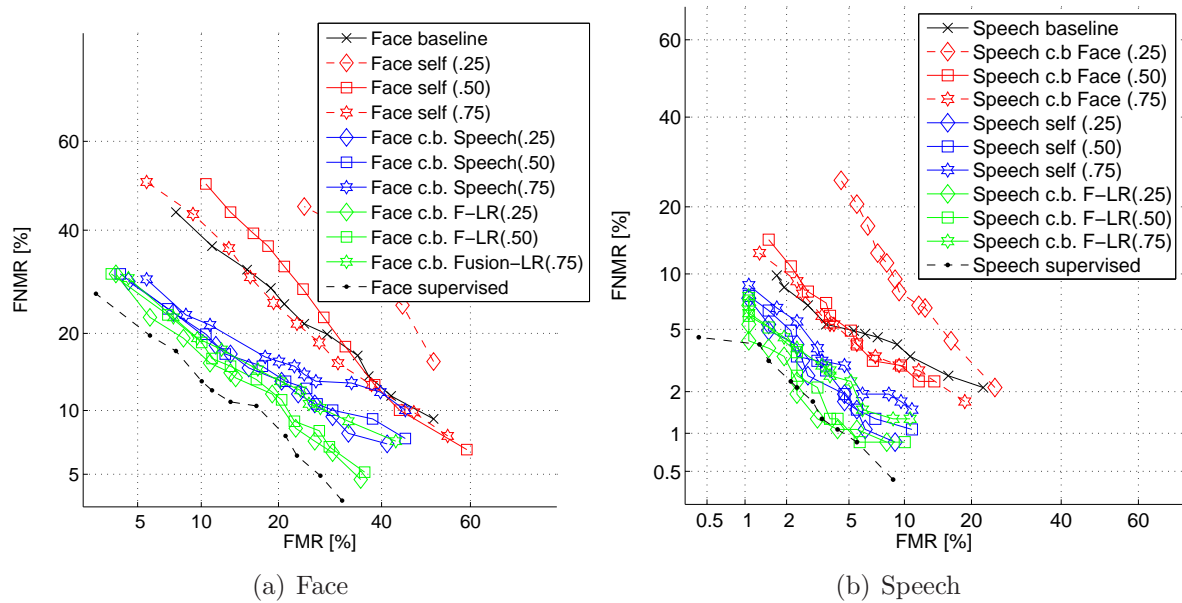 60
40
20
10
5
FNMR [%]
5
10
20
40
60
FMR [%]
Face baseline
Face self (.25)
Face self (.50)
Face self (.75)
Face c.b. Speech(.25)
Face c.b. Speech(.50)
Face c.b. Speech(.75)
Face c.b. F-LR(.25)
Face c.b. F-LR(.50)
Face c.b. Fusion-LR(.75)
Face supervised
(a) Face
60
40
20
10
5
2
1
0.5
FNMR [%]
0.5
1
2
5
10
20
40
60
FMR [%]
Speech baseline
Speech c.b Face (.25)
Speech c.b Face (.50)
Speech c.b Face (.75)
Speech self (.25)
Speech self (.50)
Speech self (.75)
Speech c.b. F-LR(.25)
Speech c.b. F-LR(.50)
Speech c.b. F-LR(.75)
Speech supervised
(b) Speech